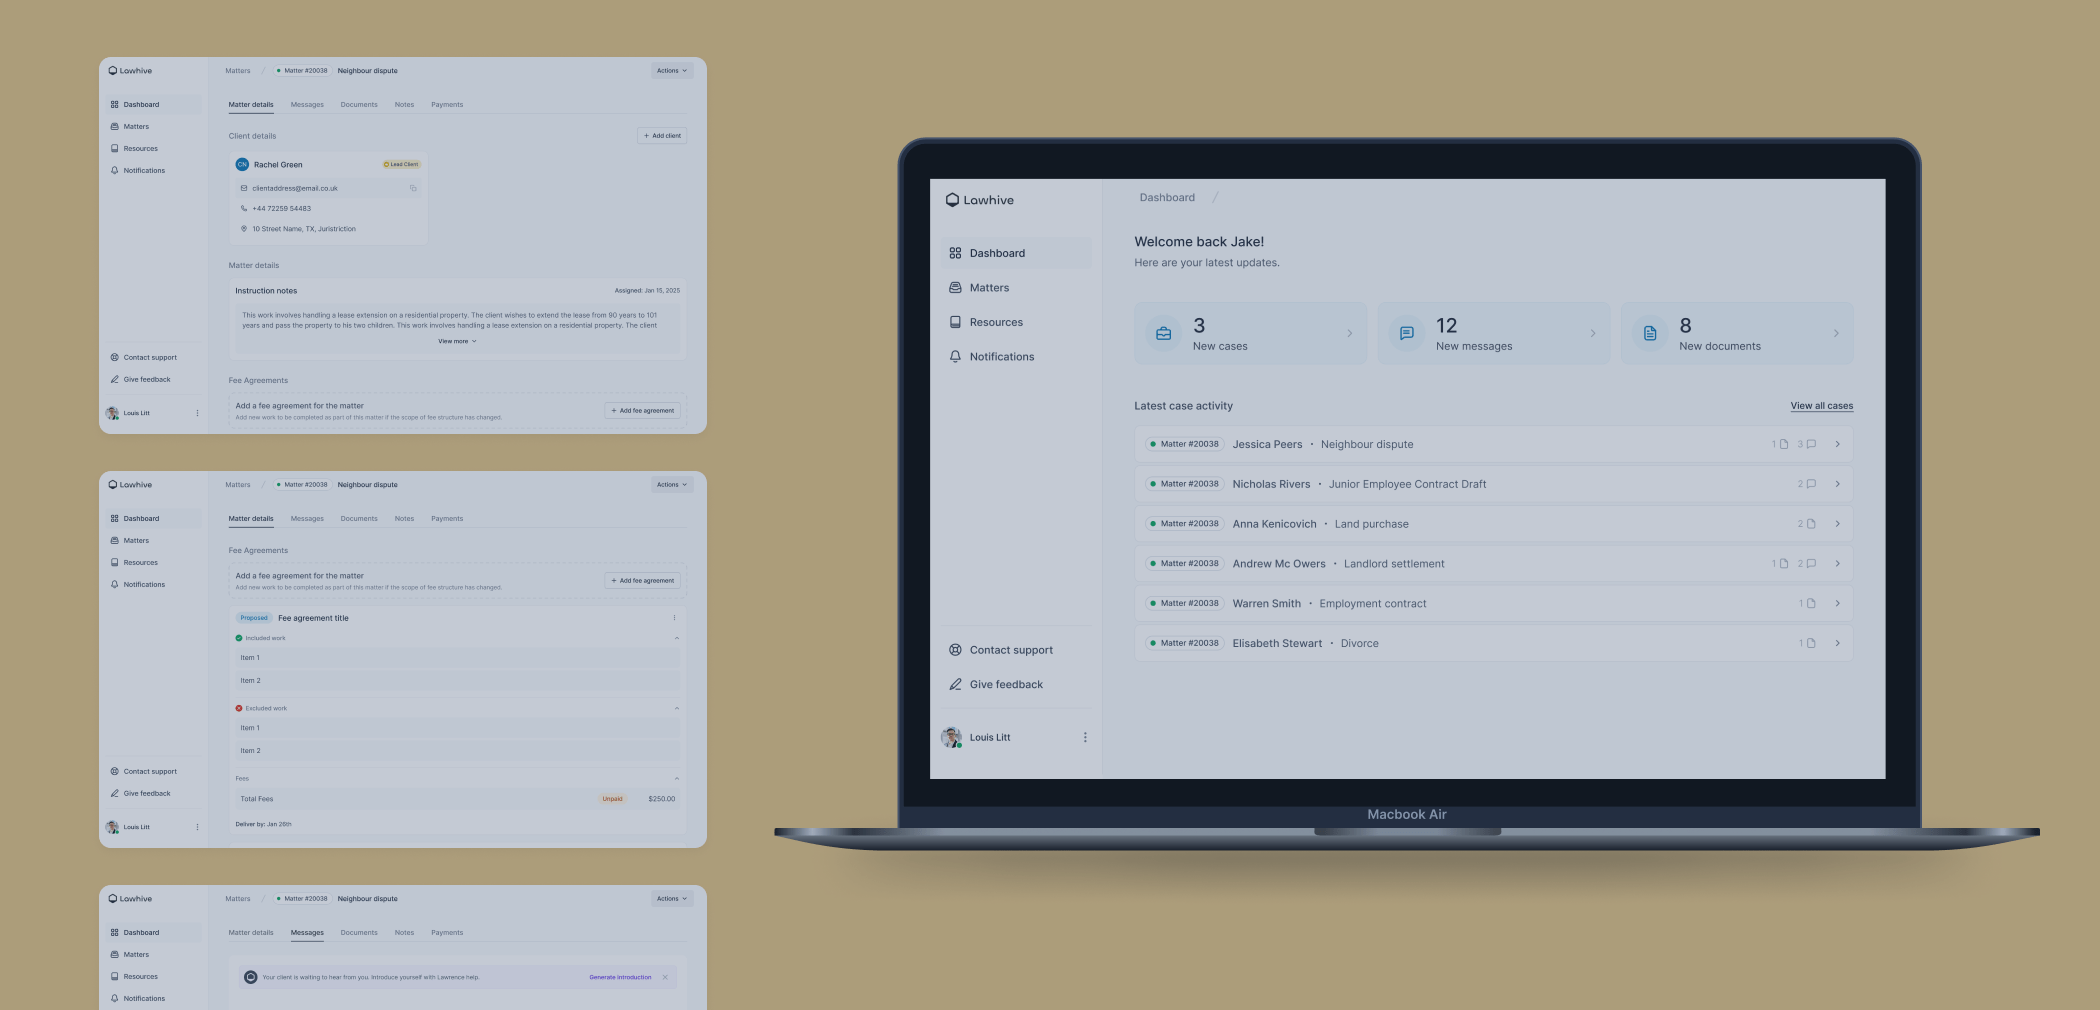 Lawhive
Matters / Matter #20038 Neighbour dispute Actions
Dashboard
Matters
Resources
Notifications
Contact support
Give feedback
Louis Litt
Matter details Messages Documents Notes Payments
Client details + Add client
CN Rachel Green Lead Client
clientaddress@email.co.uk
+44 72259 54483
10 Street Name, TX, Juristriction
Matter details
Instruction notes Assigned: Jan 15, 2025
This work involves handling a lease extension on a residential property. The client wishes to extend the lease from 90 years to 101
years and pass the property to his two children. This work involves handling a lease extension on a residential property. The client
View more
Fee Agreements
Add a fee agreement for the matter
Add new work to be completed as part of this matter if the scope of fee structure has changed.
+ Add fee agreement
Lawhive
Matters / Matter #20038 Neighbour dispute Actions
Dashboard
Matters
Resources
Notifications
Contact support
Give feedback
Louis Litt
Matter details Messages Documents Notes Payments
Fee Agreements
Add a fee agreement for the matter
Add new work to be completed as part of this matter if the scope of fee structure has changed.
+ Add fee agreement
Proposed Fee agreement title
Included work
Item 1
Item 2
Excluded work
Item 1
Item 2
Fees
Total Fees Unpaid $250.00
Deliver by: Jan 26th
Lawhive
Matters / Matter #20038 Neighbour dispute Actions
Dashboard
Matters
Resources
Notifications
Matter details Messages Documents Notes Payments
Your client is waiting to hear from you. Introduce yourself with Lawrence help. Generate Introduction
Lawhive
Dashboard
Matters
Resources
Notifications
Contact support
Give feedback
Louis Litt
Dashboard /
Welcome back Jake!
Here are your latest updates.
3
New cases
12
New messages
8
New documents
Latest case activity View all cases
Matter #20038 Jessica Peers · Neighbour dispute 1 3
Matter #20038 Nicholas Rivers · Junior Employee Contract Draft 2
Matter #20038 Anna Kenicovich · Land purchase 2
Matter #20038 Andrew Mc Owers · Landlord settlement 1 2
Matter #20038 Warren Smith · Employment contract 1
Matter #20038 Elisabeth Stewart · Divorce 1
Macbook Air